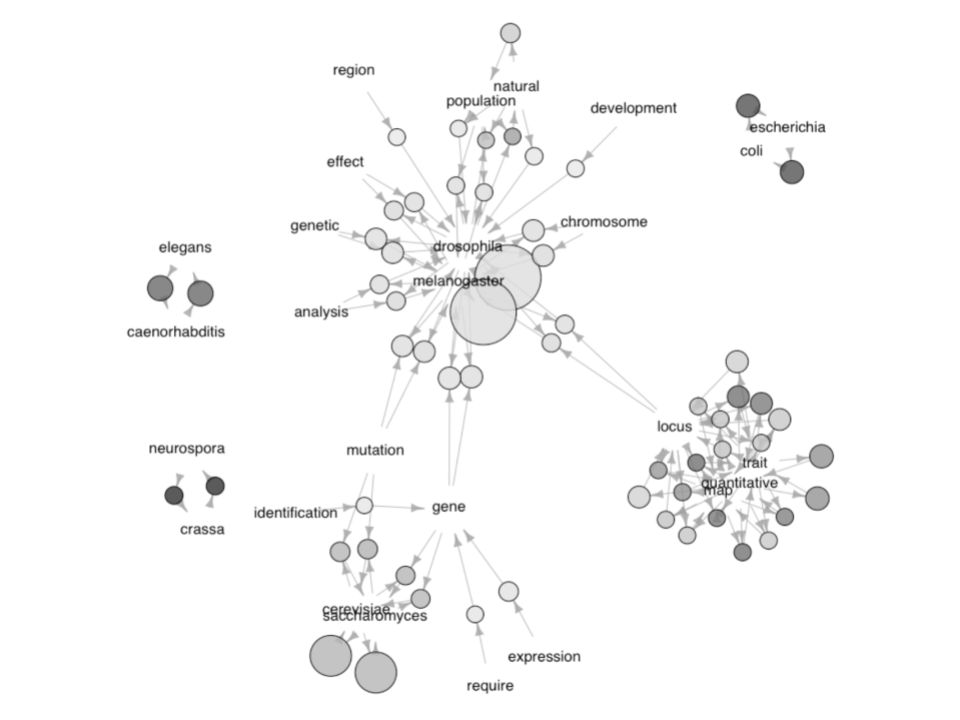 region
natural
population
development
escherichia
coli
effect
genetic
chromosome
drosophila
elegans
melanogaster
analysis
caenorhabditis
locus
mutation
neurospora
trait
quantitative
map
gene
identification
crassa
cerevisiae
saccharomyces
expression
require